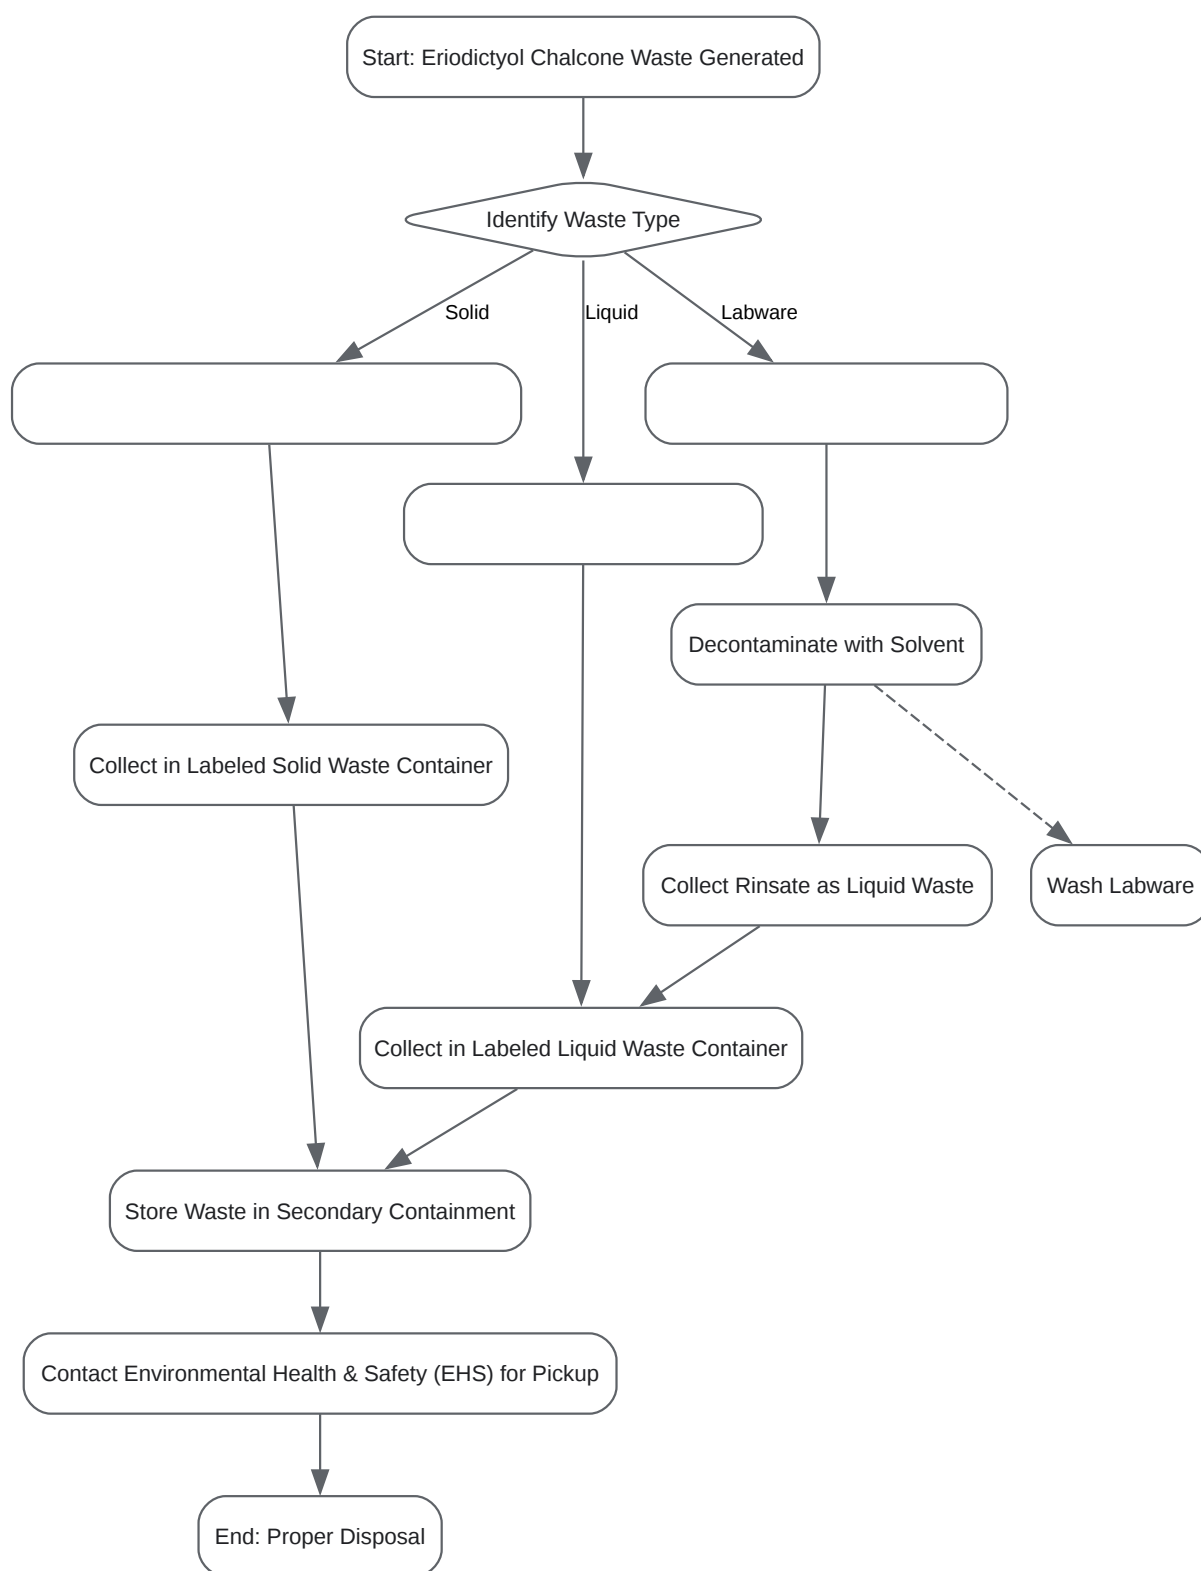 Start: Eriodictyol Chalcone Waste Generated
Identify Waste Type
Solid
Liquid
Labware
Decontaminate with Solvent
Collect in Labeled Solid Waste Container
Collect Rinsate as Liquid Waste
Wash Labware
Collect in Labeled Liquid Waste Container
Store Waste in Secondary Containment
Contact Environmental Health & Safety (EHS) for Pickup
End: Proper Disposal